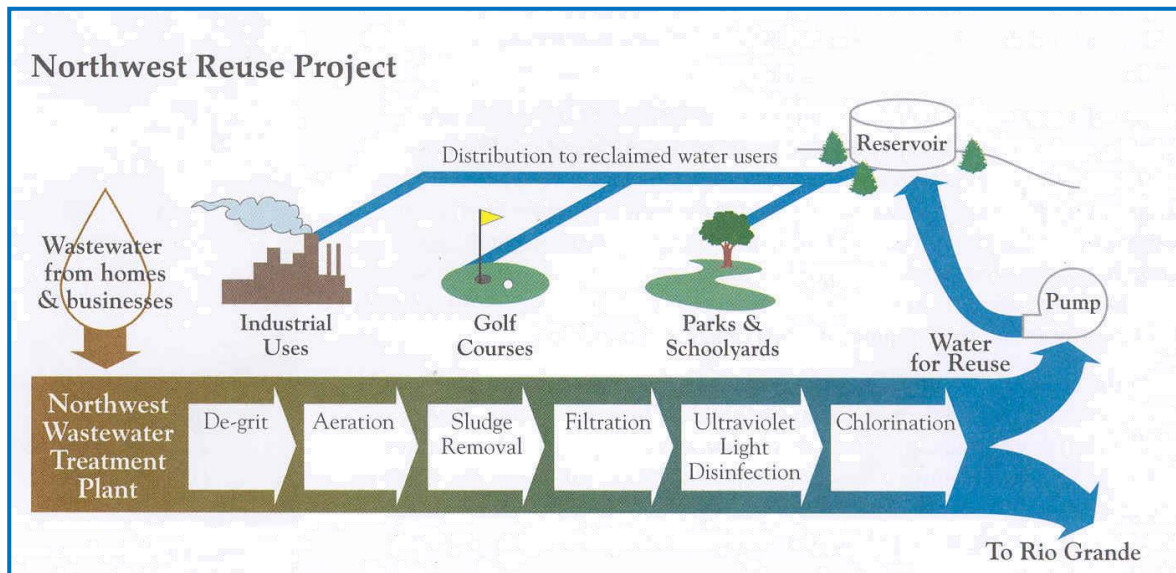 Northwest Reuse Project
Distribution to reclaimed water users
Reservoir
Wastewater
from homes
& businesses
Industrial
Uses
Golf
Courses
Parks &
Schoolyards
Pump
Water
for Reuse
Northwest
Wastewater
Treatment
Plant
De-grit
Aeration
Sludge
Removal
Filtration
Ultraviolet
Light
Disinfection
Chlorination
To Rio Grande